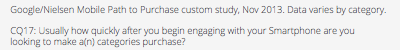 Google/Nielsen Mobile Path to Purchase custom study, Nov 2013. Data varies by category.
CQ17: Usually how quickly after you begin engaging with your Smartphone are you
looking to make a(n) categories purchase?